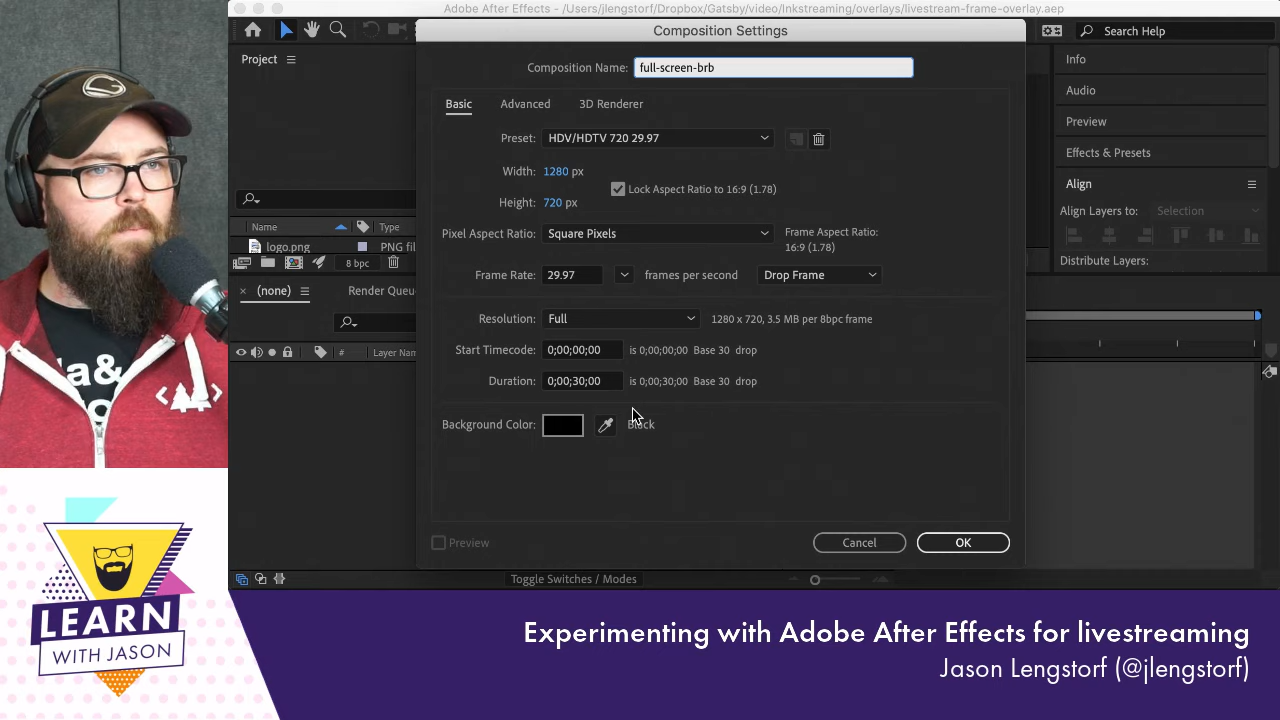 Adobe After Effects - /Users/jlengstorf/Dropbox/Gatsby/video/Inkstreaming/overlays/livestream-frame-overlay.aep
Composition Settings
Search Help
Project
Composition Name: full-screen-brb
Basic Advanced 3D Renderer
Preset: HDV/HDTV 720 29.97
Width: 1280 px
Lock Aspect Ratio to 16:9 (1.78)
Height: 720 px
Pixel Aspect Ratio: Square Pixels
Frame Aspect Ratio:
16:9 (1.78)
Frame Rate: 29.97 frames per second Drop Frame
Resolution: Full 1280 x 720, 3.5 MB per 8bpc frame
Start Timecode: 0;00;00;00 is 0;00;00;00 Base 30 drop
Duration: 0;00;30;00 is 0;00;30;00 Base 30 drop
Background Color: Black
Preview
Cancel OK
Name Type
logo.png PNG fil
8 bpc
(none) Render Queu
# Layer Nam
Toggle Switches / Modes
Info
Audio
Preview
Effects & Presets
Align
Align Layers to: Selection
Distribute Layers:
LEARN
WITH JASON
Experimenting with Adobe After Effects for livestreaming
Jason Lengstorf (@jlengstorf)